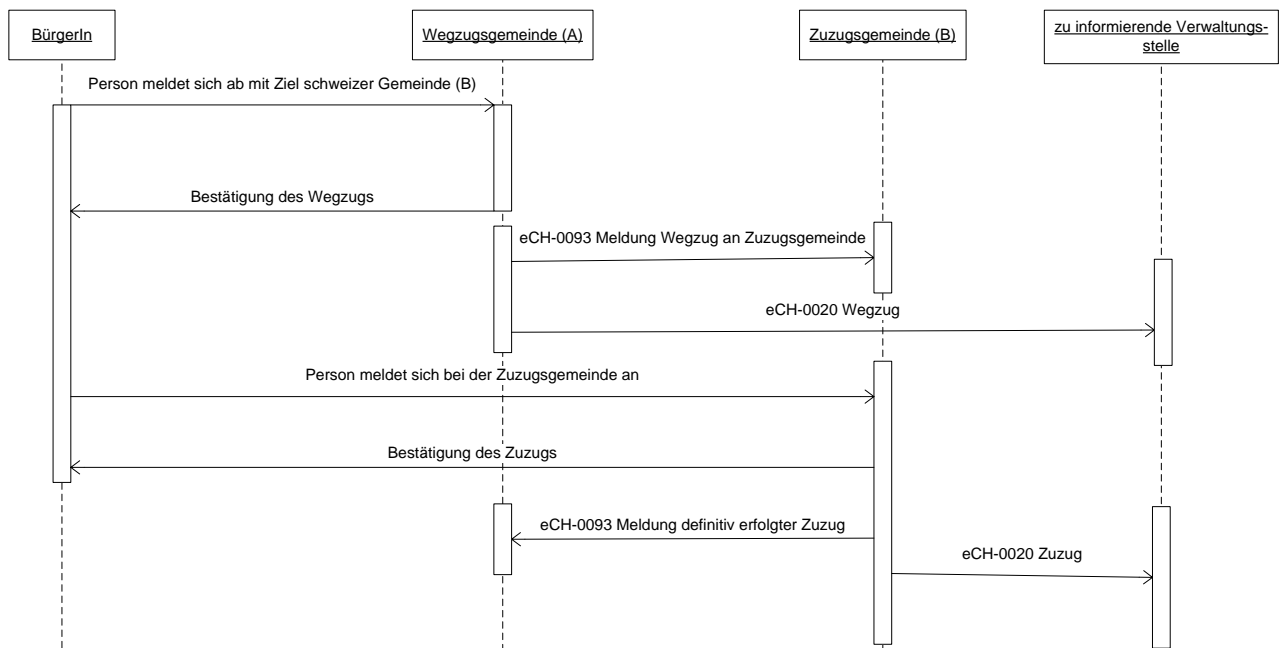 BürgerIn
Wegzugsgemeinde (A)
Zuzugsgemeinde (B)
zu informierende Verwaltungs-
stelle
Person meldet sich ab mit Ziel schweizer Gemeinde (B)
Bestätigung des Wegzugs
eCH-0093 Meldung Wegzug an Zuzugsgemeinde
eCH-0020 Wegzug
Person meldet sich bei der Zuzugsgemeinde an
Bestätigung des Zuzugs
eCH-0093 Meldung definitiv erfolgter Zuzug
eCH-0020 Zuzug